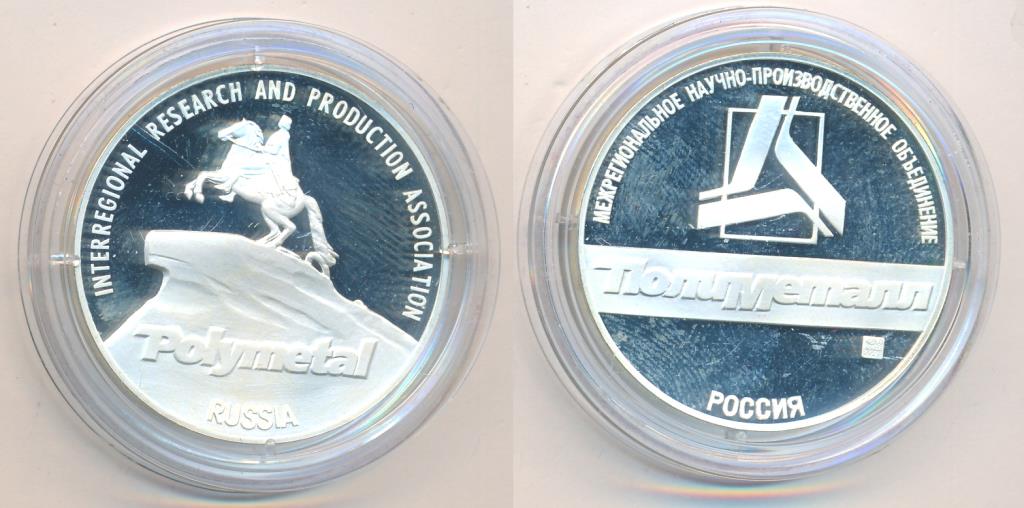 INTERREGIONAL RESEARCH AND PRODUCTION ASSOCIATION
Polymetal
RUSSIA
МЕЖРЕГИОНАЛЬНОЕ НАУЧНО-ПРОИЗВОДСТВЕННОЕ ОБЪЕДИНЕНИЕ
ПолиМеталл
РОССИЯ